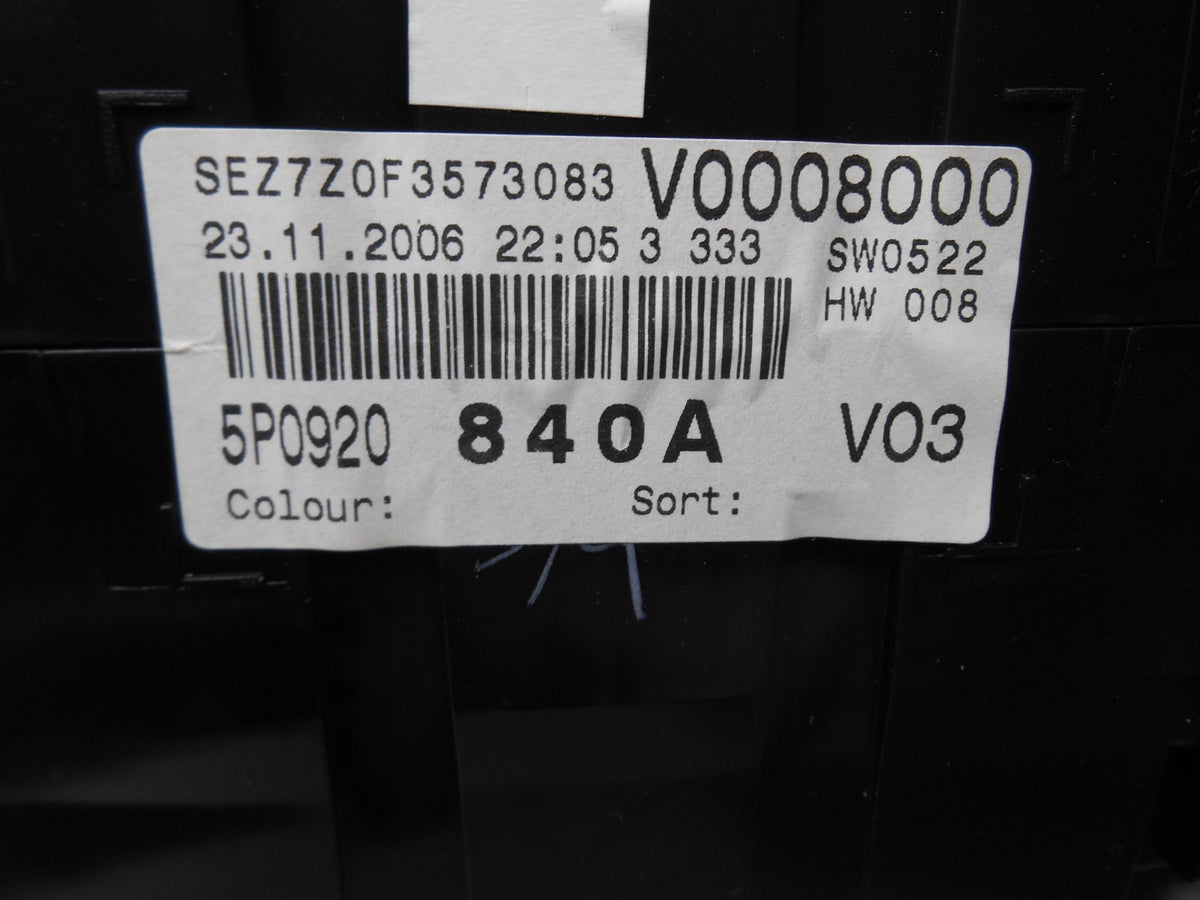 SEZ7Z0F3573083 V0008000
23.11.2006 22:05 3 333 SW0522
HW 008
5P0920 840A V03
Colour: Sort: